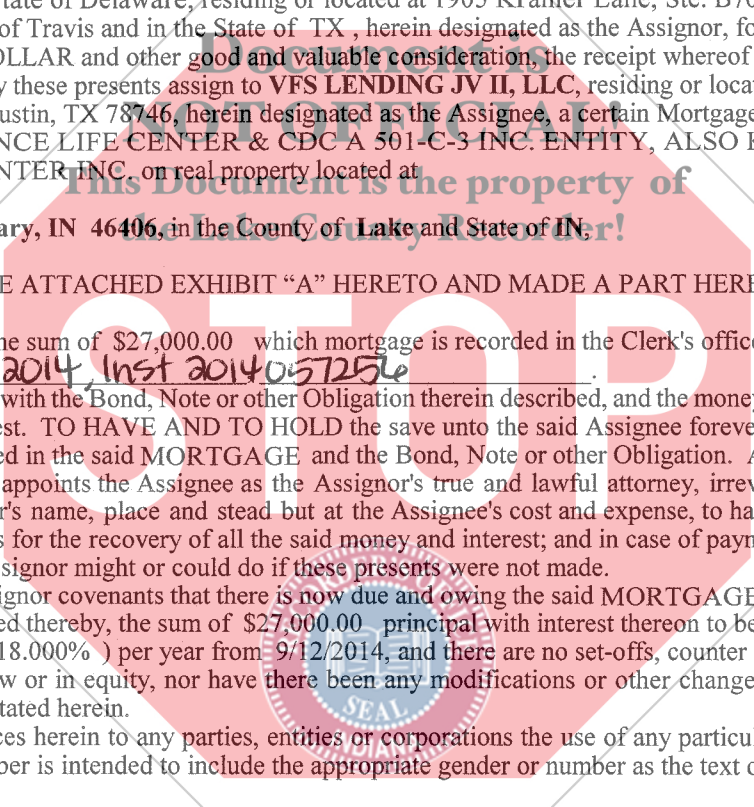 tate of Delaware, residing or located at 1905 Kramer Lane, Ste. B70
of Travis and in the State of TX , herein designated as the Assignor, fo
OLLAR and other good and valuable consideration, the receipt whereof
Document is
y these presents assign to VFS LENDING JV II, LLC, residing or locat
ustin, TX 78746, herein designated as the Assignee, a certain Mortgage
NOT OFFICIAL!
NCE LIFE CENTER & CDC A 501-C-3 INC. ENTITY, ALSO
NTER INC. on real property located at
This Document is the property of
ary, IN 46406, in the County of Lake and State of IN,
the Lake County Recorder!
E ATTACHED EXHIBIT “A” HERETO AND MADE A PART HERE
he sum of $27,000.00 which mortgage is recorded in the Clerk's office
2014, Inst 2014057256.
STOP
with the Bond, Note or other Obligation therein described, and the money
est. TO HAVE AND TO HOLD the save unto the said Assignee foreve
ed in the said MORTGAGE and the Bond, Note or other Obligation. A
appoints the Assignee as the Assignor's true and lawful attorney, irrev
r's name, place and stead but at the Assignee's cost and expense, to ha
s for the recovery of all the said money and interest; and in case of payn
signor might or could do if these presents were not made.
ignor covenants that there is now due and owing the said MORTGAGE
ed thereby, the sum of $27,000.00 principal with interest thereon to be
18.000% ) per year from 9/12/2014, and there are no set-offs, counter
w or in equity, nor have there been any modifications or other change
tated herein.
SEAL
ces herein to any parties, entities or corporations the use of any particul
INDIANA
ber is intended to include the appropriate gender or number as the text o